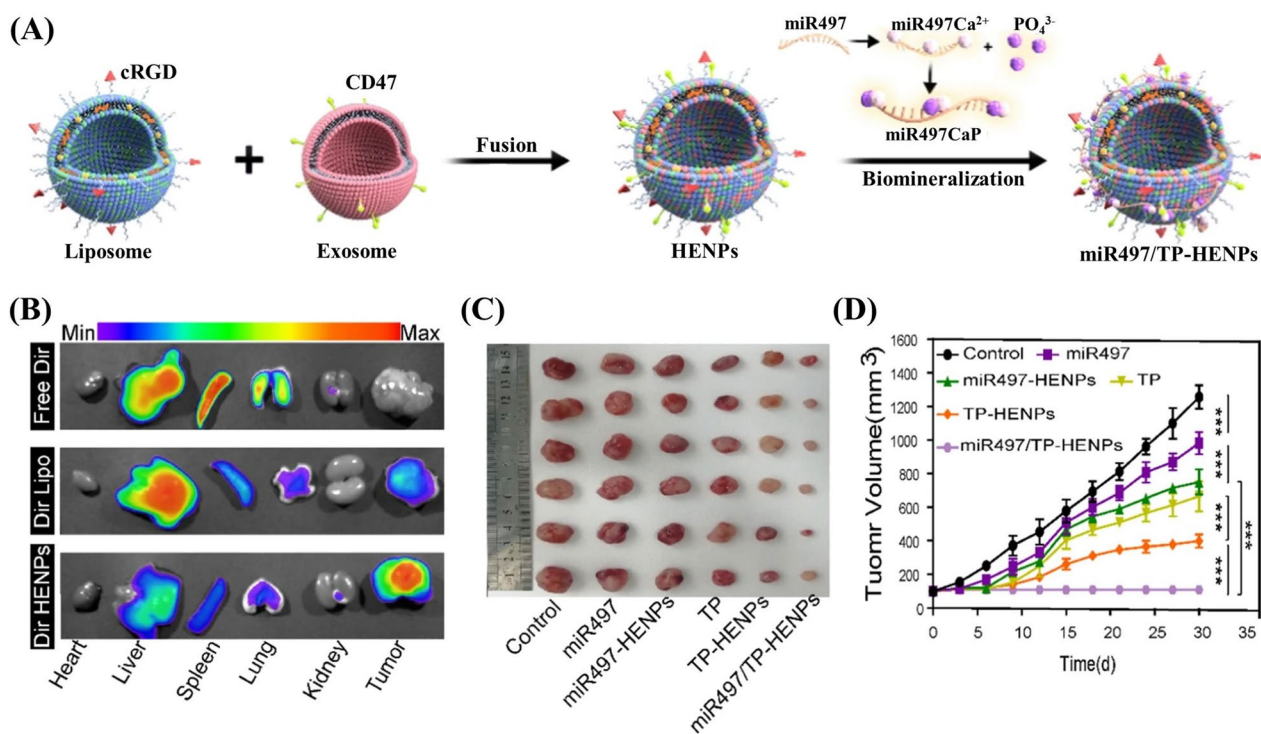 (A)
miR497
miR497Ca2+
PO43-
+
cRGD
CD47
miR497CaP
+
Fusion
Biomineralization
Liposome
Exosome
HENPs
miR497/TP-HENPs
(B)
Min
Max
Free Dir
Dir Lipo
Dir HENPs
Heart
Liver
Spleen
Lung
Kidney
Tumor
(C)
Control
miR497
miR497-HENPs
TP
TP-HENPs
miR497/TP-HENPs
(D)
Tuomr Volume(mm3)
1600
1400
1200
1000
800
600
400
200
0
Control
miR497
miR497-HENPs
TP
TP-HENPs
miR497/TP-HENPs
***
***
***
***
***
0 5 10 15 20 25 30 35
Time(d)